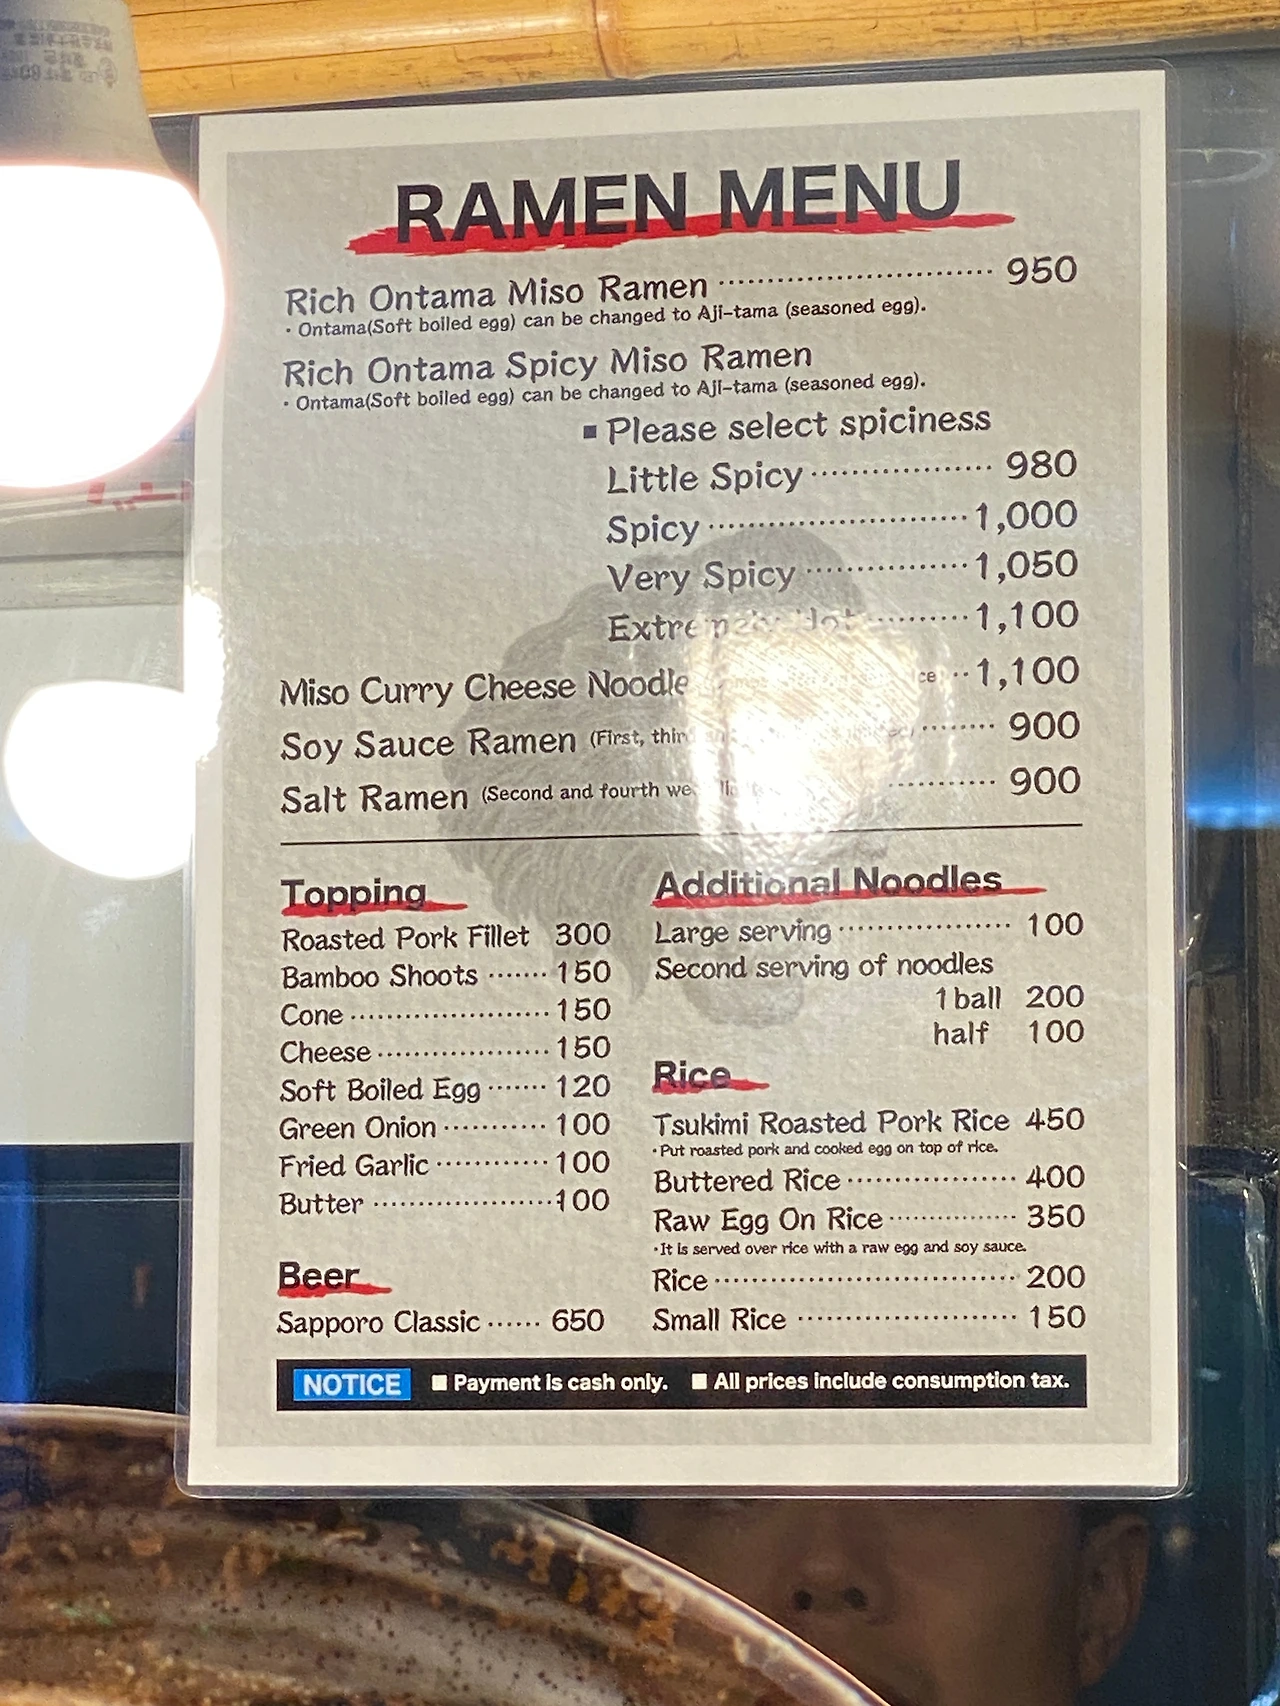 RAMEN MENU
Rich Ontama Miso Ramen ・・・・・・・・・・・・・・・・・・ 950
・Ontama(Soft boiled egg) can be changed to Aji-tama (seasoned egg).
Rich Ontama Spicy Miso Ramen
・Ontama(Soft boiled egg) can be changed to Aji-tama (seasoned egg).
■ Please select spiciness
Little Spicy ・・・・・・・・・・・・ 980
Spicy ・・・・・・・・・・・・・・・・・・ 1,000
Very Spicy ・・・・・・・・・・・ 1,050
Extremely Hot ・・・・・・・ 1,100
Miso Curry Cheese Noodle ・・ 1,100
Soy Sauce Ramen (First, third ・・・・・ 900
Salt Ramen (Second and fourth ・・・・・・・ 900
Topping
Roasted Pork Fillet 300
Bamboo Shoots ・・・・ 150
Cone ・・・・・・・・・・・・・・ 150
Cheese ・・・・・・・・・・・・ 150
Soft Boiled Egg ・・・・ 120
Green Onion ・・・・・・・ 100
Fried Garlic ・・・・・・・・ 100
Butter ・・・・・・・・・・・・ 100
Beer
Sapporo Classic ・・・・ 650
Additional Noodles
Large serving ・・・・・・・・・・・・ 100
Second serving of noodles
1 ball 200
half 100
Rice
Tsukimi Roasted Pork Rice 450
・Put roasted pork and cooked egg on top of rice.
Buttered Rice ・・・・・・・・・・・・ 400
Raw Egg On Rice ・・・・・・・・・ 350
・It is served over rice with a raw egg and soy sauce.
Rice ・・・・・・・・・・・・・・・・・・・・・ 200
Small Rice ・・・・・・・・・・・・・・・ 150
NOTICE ■ Payment is cash only. ■ All prices include consumption tax.